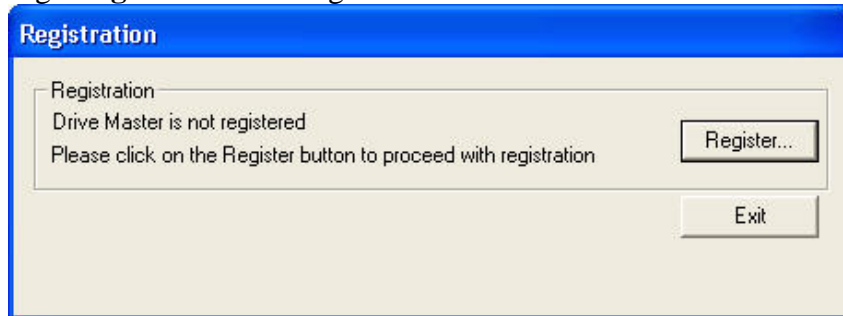 Registration
Registration
Drive Master is not registered
Please click on the Register button to proceed with registration
Register...
Exit